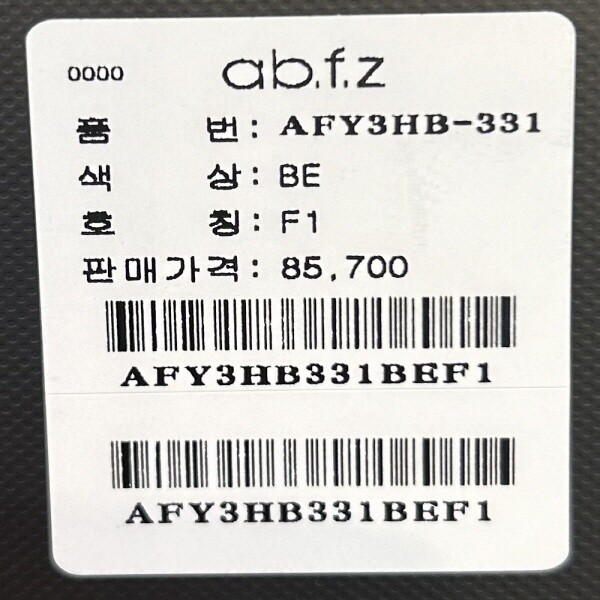 0000 ab.f.z
품 번: AFY3HB-331
색 상: BE
호 칭: F1
판매가격: 85,700
AFY3HB331BEF1
AFY3HB331BEF1